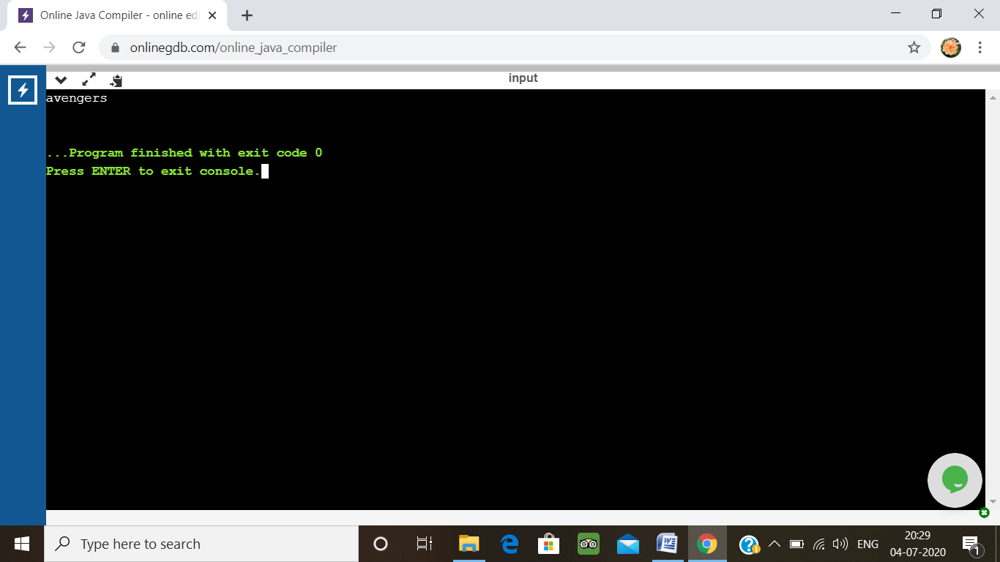 Online Java Compiler - online edi
onlinegdb.com/online_java_compiler
input
avengers
...Program finished with exit code 0
Press ENTER to exit console.
Type here to search
ENG
20:29
04-07-2020
1